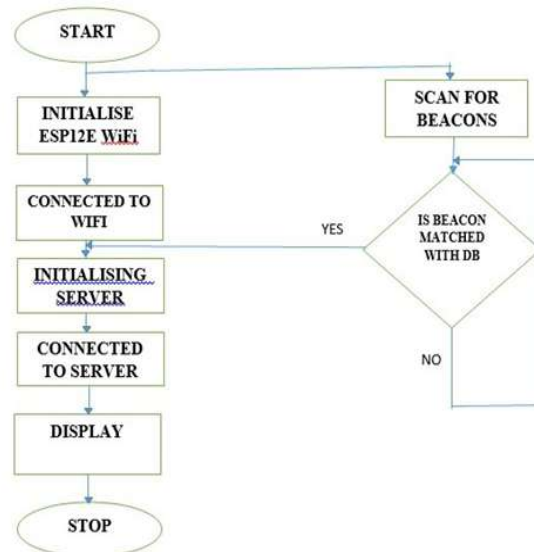 START
INITIALISE
ESP12E WiFi
CONNECTED TO
WIFI
INITIALISING
SERVER
CONNECTED
TO SERVER
DISPLAY
STOP
SCAN FOR
BEACONS
IS BEACON
MATCHED
WITH DB
YES
NO